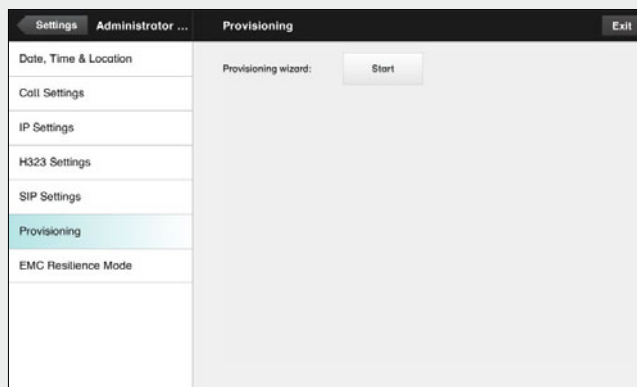 Settings
Administrator ...
Provisioning
Exit
Date, Time & Location
Call Settings
IP Settings
H323 Settings
SIP Settings
Provisioning
EMC Resilience Mode
Provisioning wizard:
Start